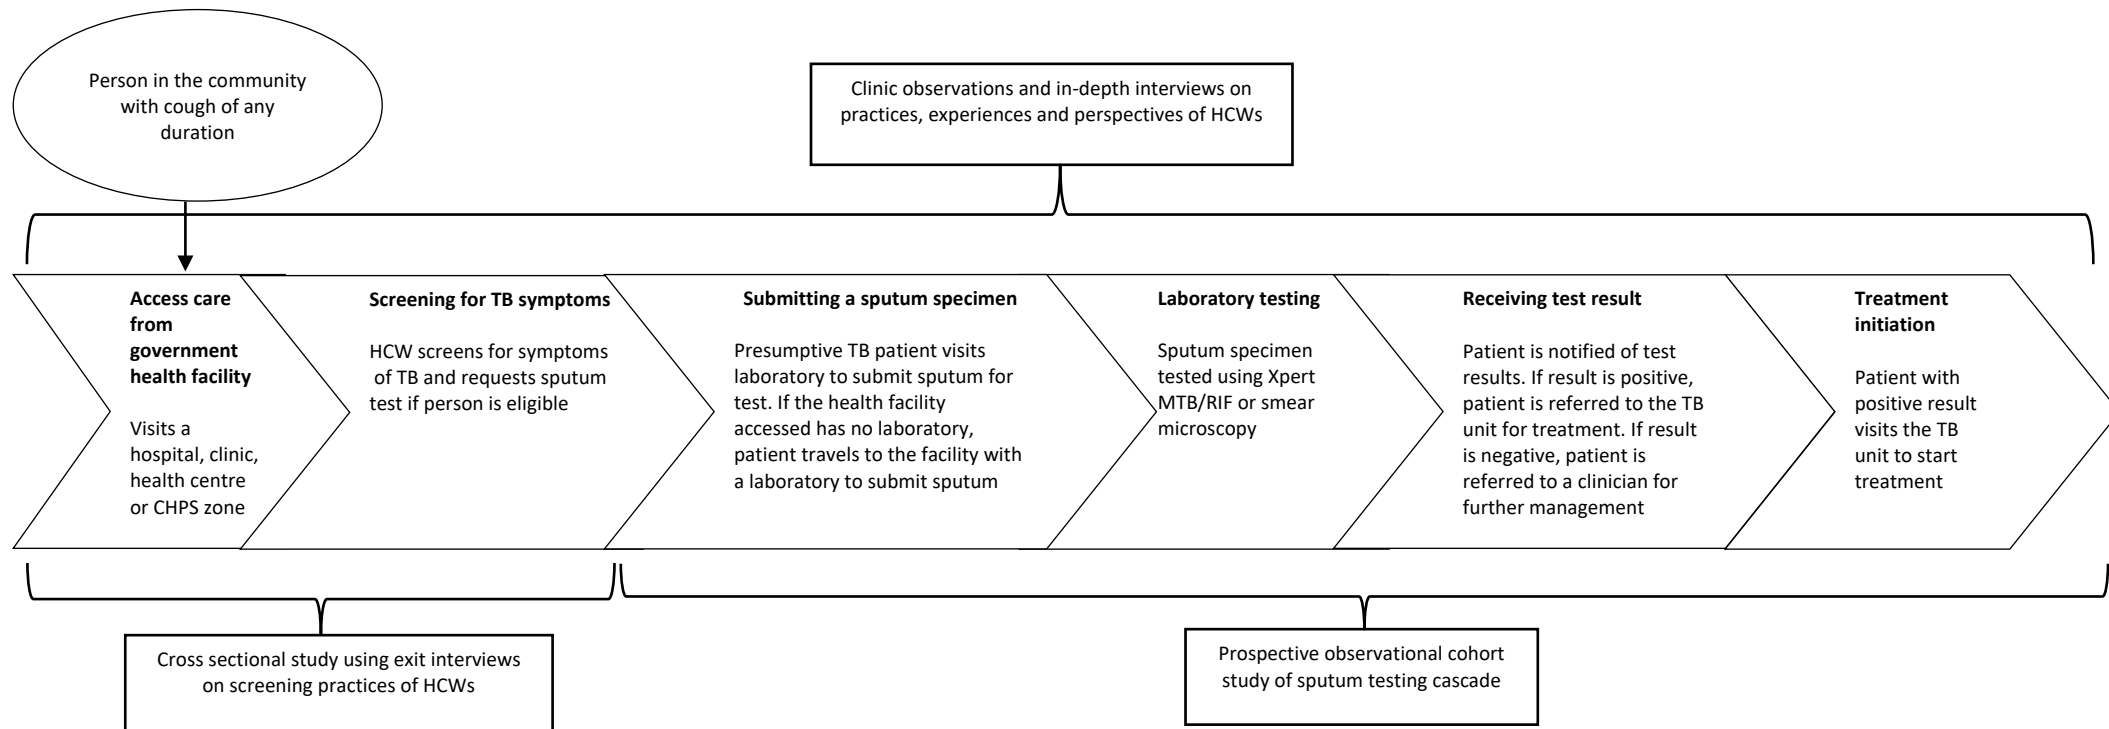 Person in the community
with cough of any
duration
Clinic observations and in-depth interviews on
practices, experiences and perspectives of HCWs
Access care
from
government
health facility
Visits a
hospital, clinic,
health centre
or CHPS zone
Screening for TB symptoms
HCW screens for symptoms
of TB and requests sputum
test if person is eligible
Submitting a sputum specimen
Presumptive TB patient visits
laboratory to submit sputum for
test. If the health facility
accessed has no laboratory,
patient travels to the facility with
a laboratory to submit sputum
Laboratory testing
Sputum specimen
tested using Xpert
MTB/RIF or smear
microscopy
Receiving test result
Patient is notified of test
results. If result is positive,
patient is referred to the TB
unit for treatment. If result
is negative, patient is
referred to a clinician for
further management
Treatment
initiation
Patient with
positive result
visits the TB
unit to start
treatment
Cross sectional study using exit interviews
on screening practices of HCWs
Prospective observational cohort
study of sputum testing cascade